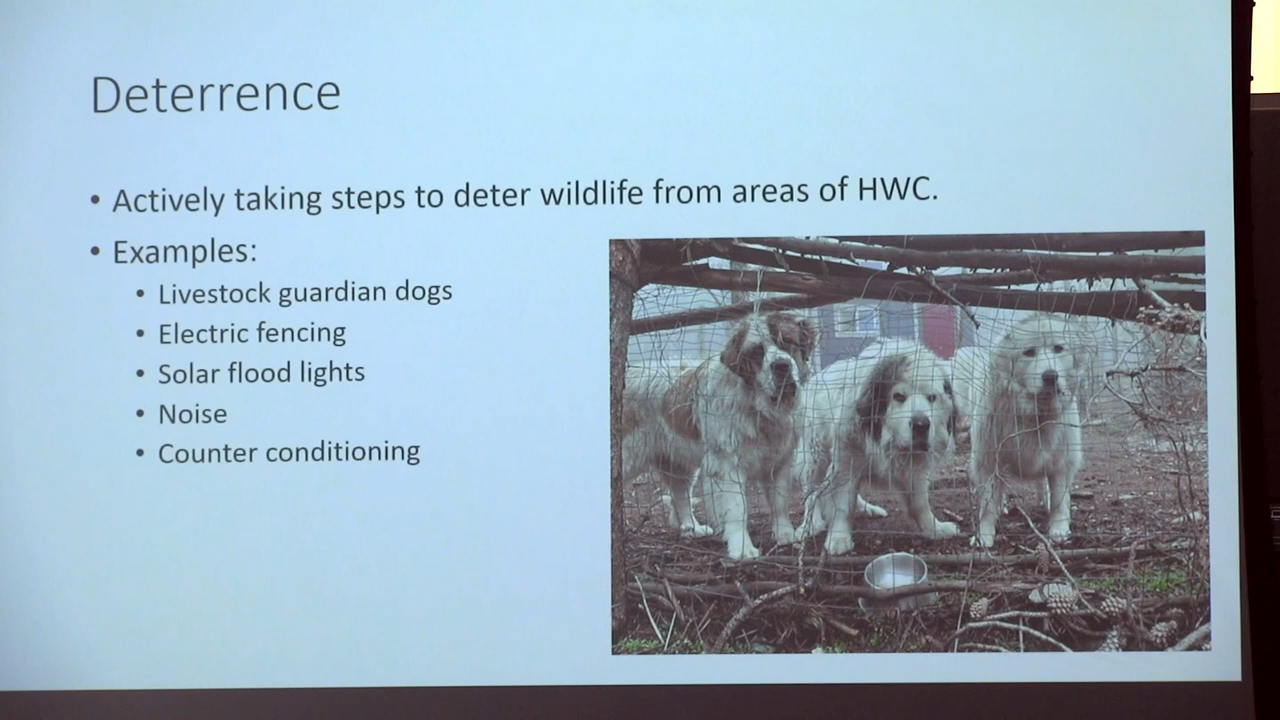 Deterrence
• Actively taking steps to deter wildlife from areas of HWC.
• Examples:
• Livestock guardian dogs
• Electric fencing
• Solar flood lights
• Noise
• Counter conditioning